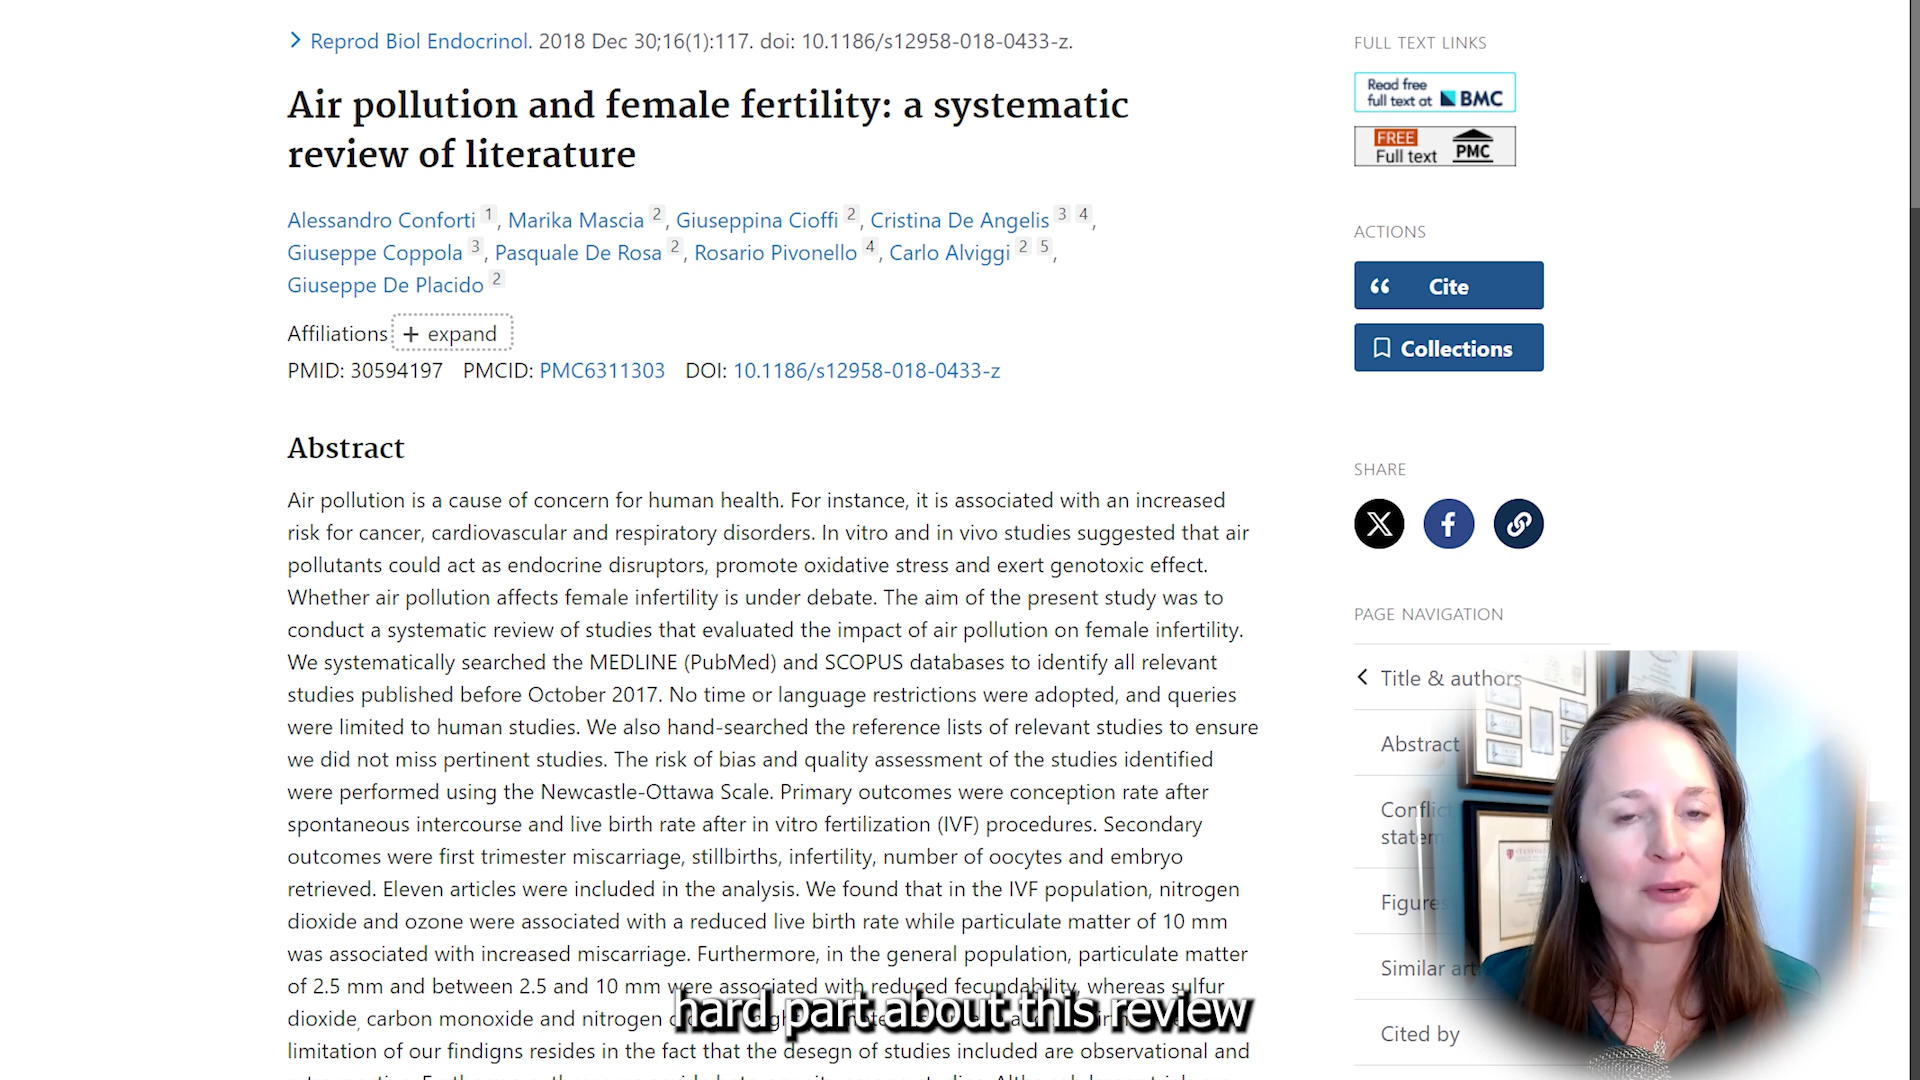 Reprod Biol Endocrinol. 2018 Dec 30;16(1):117. doi: 10.1186/s12958-018-0433-z.
Air pollution and female fertility: a systematic
review of literature
Alessandro Conforti 1, Marika Mascia 2, Giuseppina Cioffi 2, Cristina De Angelis 3 4,
Giuseppe Coppola 3, Pasquale De Rosa 2, Rosario Pivonello 4, Carlo Alviggi 2 5,
Giuseppe De Placido 2
Affiliations + expand
PMID: 30594197 PMCID: PMC6311303 DOI: 10.1186/s12958-018-0433-z
Abstract
Air pollution is a cause of concern for human health. For instance, it is associated with an increased
risk for cancer, cardiovascular and respiratory disorders. In vitro and in vivo studies suggested that air
pollutants could act as endocrine disruptors, promote oxidative stress and exert genotoxic effect.
Whether air pollution affects female infertility is under debate. The aim of the present study was to
conduct a systematic review of studies that evaluated the impact of air pollution on female infertility.
We systematically searched the MEDLINE (PubMed) and SCOPUS databases to identify all relevant
studies published before October 2017. No time or language restrictions were adopted, and queries
were limited to human studies. We also hand-searched the reference lists of relevant studies to ensure
we did not miss pertinent studies. The risk of bias and quality assessment of the studies identified
were performed using the Newcastle-Ottawa Scale. Primary outcomes were conception rate after
spontaneous intercourse and live birth rate after in vitro fertilization (IVF) procedures. Secondary
outcomes were first trimester miscarriage, stillbirths, infertility, number of oocytes and embryo
retrieved. Eleven articles were included in the analysis. We found that in the IVF population, nitrogen
dioxide and ozone were associated with a reduced live birth rate while particulate matter of 10 mm
was associated with increased miscarriage. Furthermore, in the general population, particulate matter
of 2.5 mm and between 2.5 and 10 mm were associated with reduced fecundability, whereas sulfur
dioxide, carbon monoxide and nitrogen
limitation of our findigns resides in the fact that the desegn of studies included are observational and
hard part about this review
FULL TEXT LINKS
Read free
full text at BMC
FREE
Full text PMC
ACTIONS
Cite
Collections
SHARE
PAGE NAVIGATION
Title & authors
Abstract
Conflict
Figures
Similar
Cited by